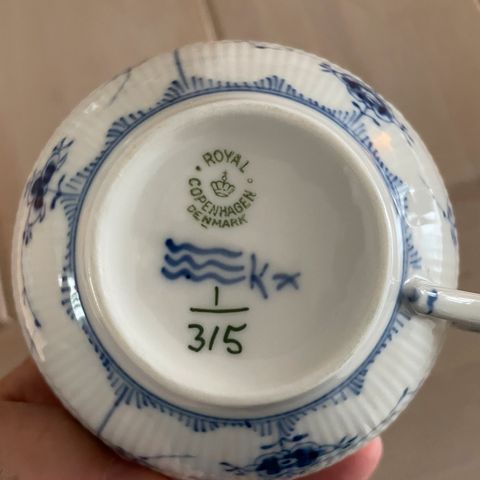 ROYAL
COPENHAGEN
DENMARK
Kx
1
315